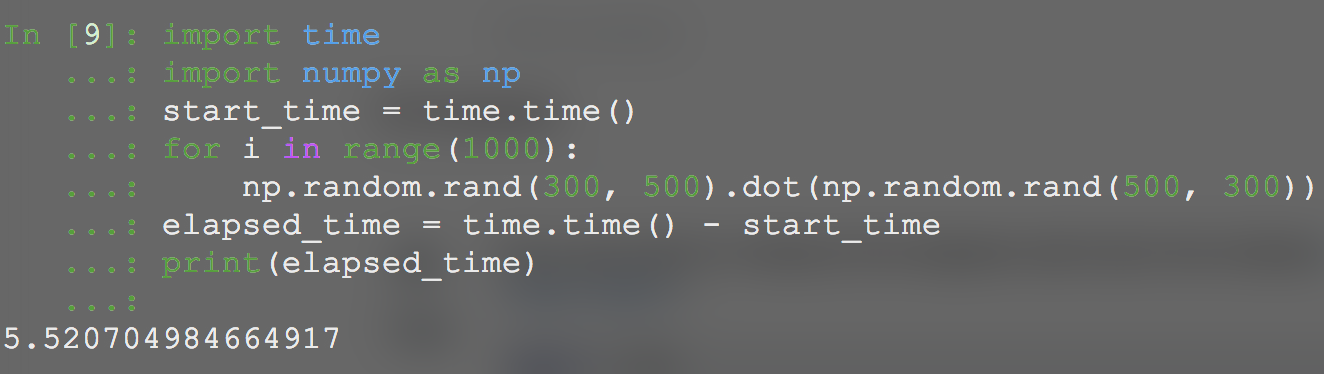 In [9]: import time
   ...: import numpy as np
   ...: start_time = time.time()
   ...: for i in range(1000):
   ...:     np.random.rand(300, 500).dot(np.random.rand(500, 300))
   ...: elapsed_time = time.time() - start_time
   ...: print(elapsed_time)
   ...:
5.520704984664917